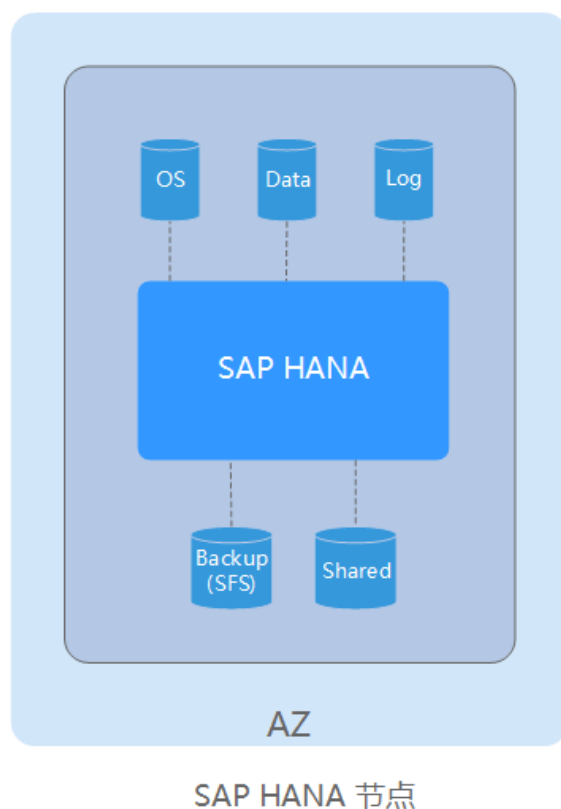 OS
Data
Log
SAP HANA
Backup
(SFS)
Shared
AZ
SAP HANA 节点